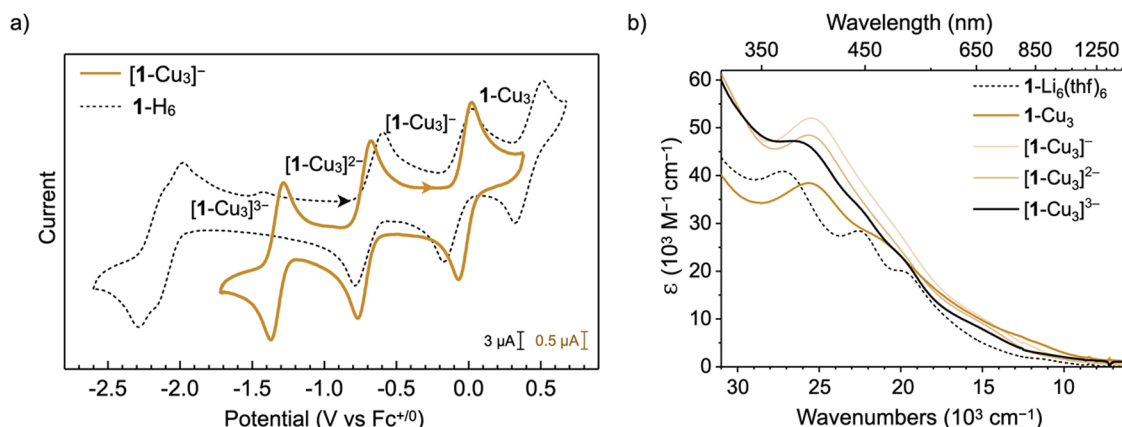 a)
[1-Cu₃]⁻
1-H₆
1-Cu₃
[1-Cu₃]⁻
[1-Cu₃]²⁻
[1-Cu₃]³⁻
3 µA 0.5 µA
Current
-2.5 -2.0 -1.5 -1.0 -0.5 0.0 0.5
Potential (V vs Fc⁺/⁰)
b)
Wavelength (nm)
350 450 650 850 1250
1-Li₆(thf)₆
1-Cu₃
[1-Cu₃]⁻
[1-Cu₃]²⁻
[1-Cu₃]³⁻
ε (10³ M⁻¹ cm⁻¹)
60
50
40
30
20
10
0
30 25 20 15 10
Wavenumbers (10³ cm⁻¹)